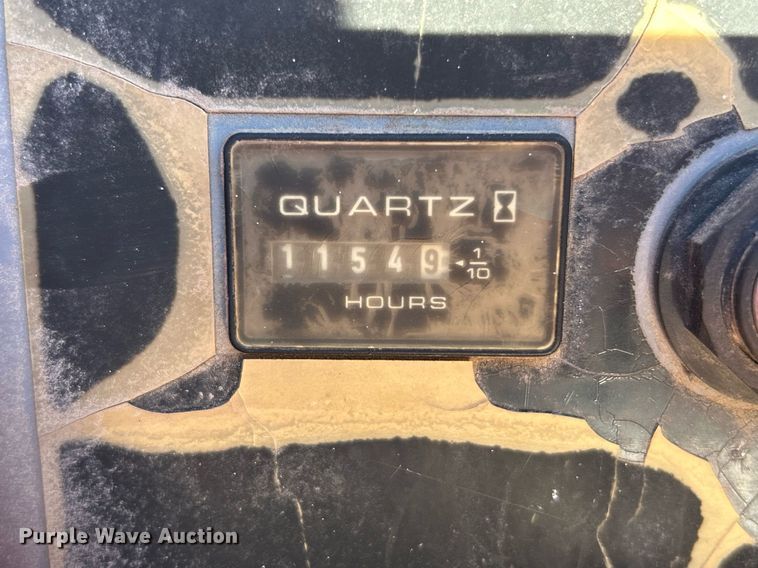 QUARTZ
11549 1/10
HOURS
Purple Wave Auction